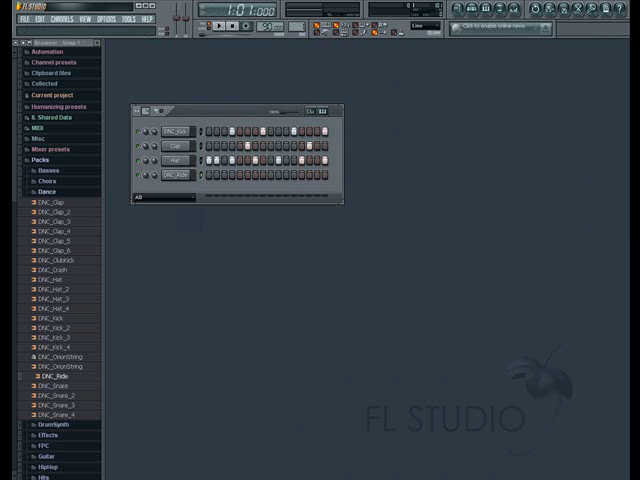 FL STUDIO
FILE EDIT CHANNELS VIEW OPTIONS TOOLS HELP
1:01:000
90
Line
Click to enable online news
Browser - Snap 1
Automation
Channel presets
Clipboard files
Collected
Current project
Humanizing presets
IL Shared Data
MIDI
Misc
Mixer presets
Packs
Basses
Choirs
Dance
DNC_Clap
DNC_Clap_2
DNC_Clap_3
DNC_Clap_4
DNC_Clap_5
DNC_Clap_6
DNC_ClubKick
DNC_Crash
DNC_Hat
DNC_Hat_2
DNC_Hat_3
DNC_Hat_4
DNC_Kick
DNC_Kick_2
DNC_Kick_3
DNC_Kick_4
DNC_OrionString
DNC_OrionString
DNC_Ride
DNC_Snare
DNC_Snare_2
DNC_Snare_3
DNC_Snare_4
DrumSynth
Effects
FPC
Guitar
HipHop
Hits
DNC_Kick
Clap
Hat
DNC_Ride
All
FL STUDIO